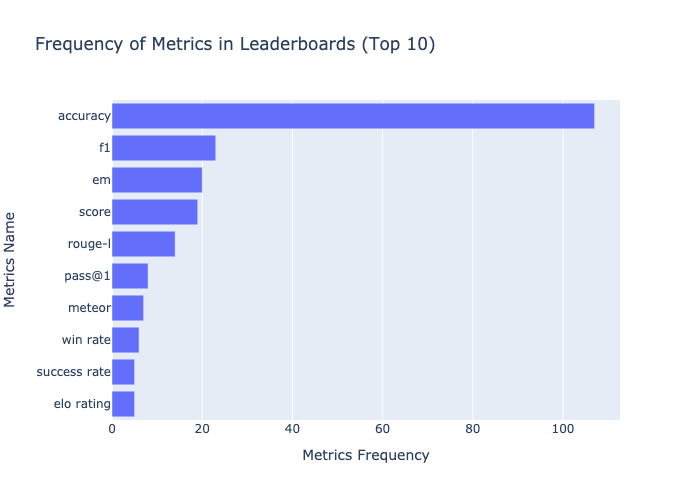 Frequency of Metrics in Leaderboards (Top 10)
Metrics Name
accuracy
f1
em
score
rouge-l
pass@1
meteor
win rate
success rate
elo rating
0 20 40 60 80 100
Metrics Frequency